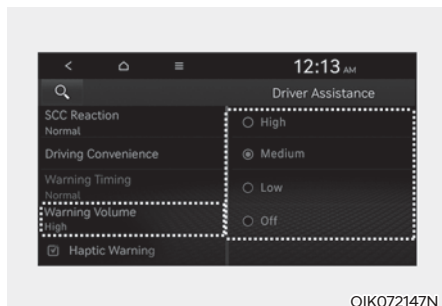 12:13 AM
Driver Assistance
SCC Reaction
Normal
Driving Convenience
Warning Timing
Normal
Warning Volume
High
Haptic Warning
High
Medium
Low
Off
OIK072147N